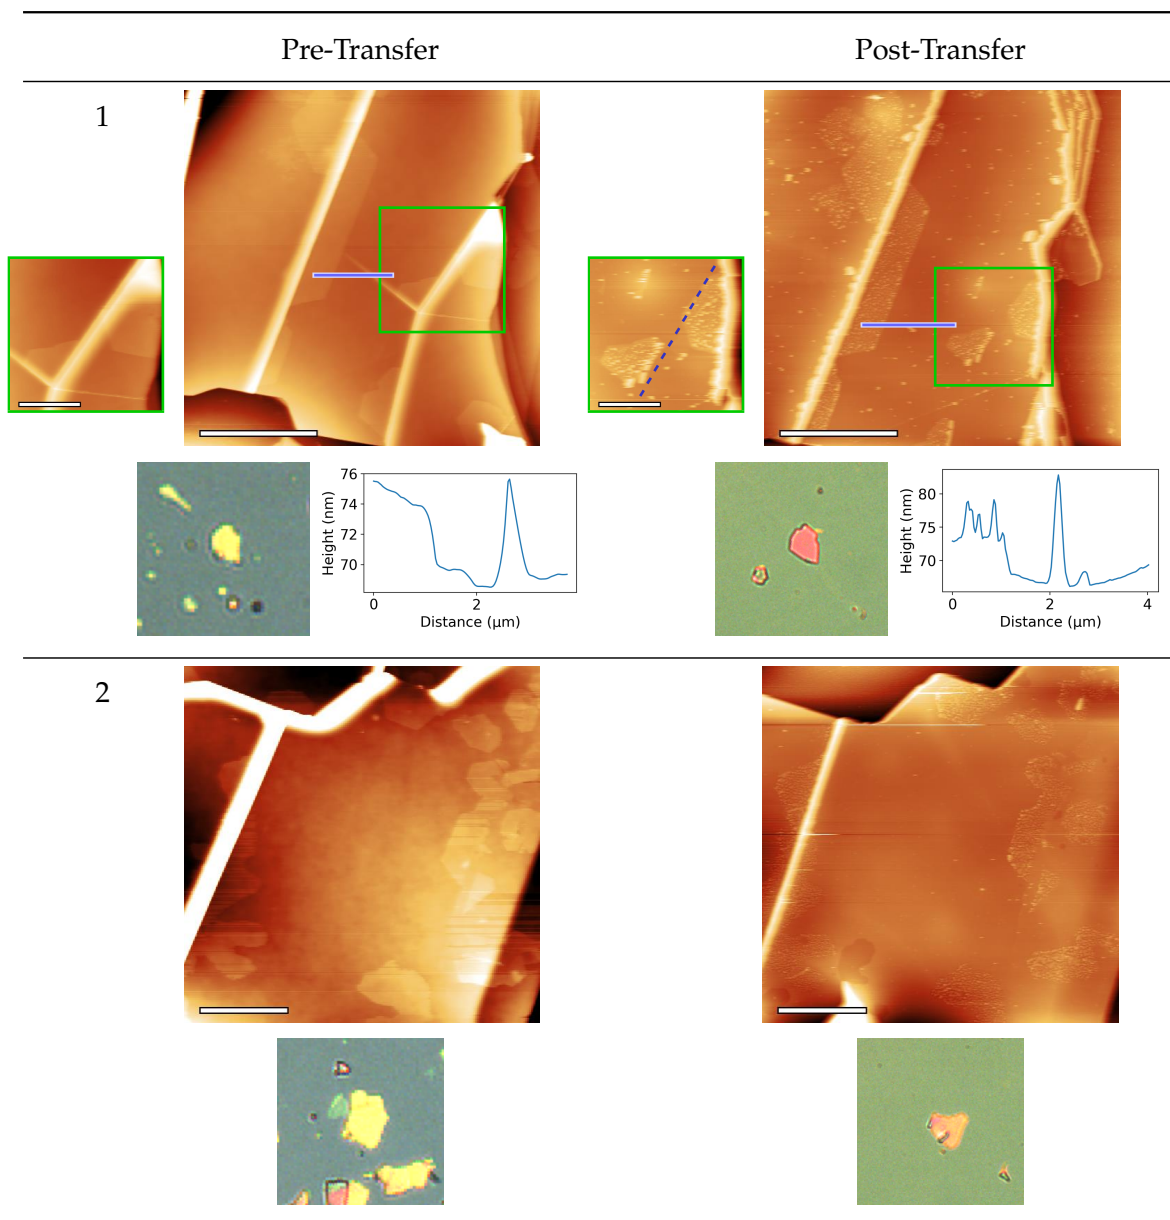 Pre-Transfer Post-Transfer
1
76
74
72
70
Height (nm)
0 2
Distance (µm)
80
75
70
Height (nm)
0 2 4
Distance (µm)
2